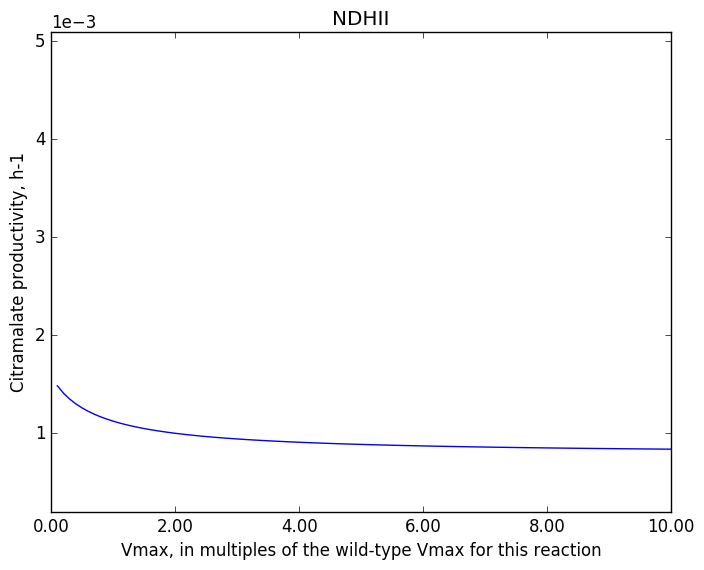 NDHII
1e−3
5
4
3
2
1
Citramalate productivity, h-1
0.00 2.00 4.00 6.00 8.00 10.00
Vmax, in multiples of the wild-type Vmax for this reaction